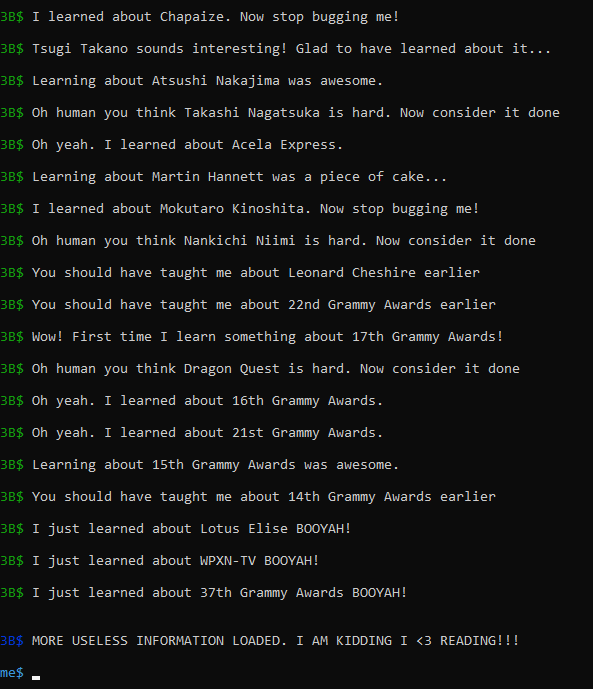 3B$ I learned about Chapaize. Now stop bugging me!
3B$ Tsugi Takano sounds interesting! Glad to have learned about it...
3B$ Learning about Atsushi Nakajima was awesome.
3B$ Oh human you think Takashi Nagatsuka is hard. Now consider it done
3B$ Oh yeah. I learned about Acela Express.
3B$ Learning about Martin Hannett was a piece of cake...
3B$ I learned about Mokutaro Kinoshita. Now stop bugging me!
3B$ Oh human you think Nankichi Niimi is hard. Now consider it done
3B$ You should have taught me about Leonard Cheshire earlier
3B$ You should have taught me about 22nd Grammy Awards earlier
3B$ Wow! First time I learn something about 17th Grammy Awards!
3B$ Oh human you think Dragon Quest is hard. Now consider it done
3B$ Oh yeah. I learned about 16th Grammy Awards.
3B$ Oh yeah. I learned about 21st Grammy Awards.
3B$ Learning about 15th Grammy Awards was awesome.
3B$ You should have taught me about 14th Grammy Awards earlier
3B$ I just learned about Lotus Elise BOOYAH!
3B$ I just learned about WPXN-TV BOOYAH!
3B$ I just learned about 37th Grammy Awards BOOYAH!
3B$ MORE USELESS INFORMATION LOADED. I AM KIDDING I <3 READING!!!
me$